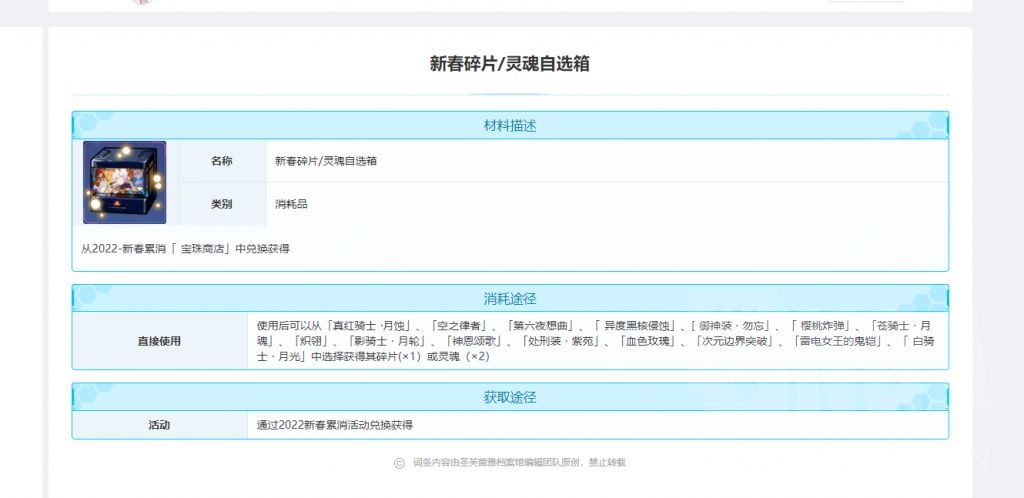 新春碎片/灵魂自选箱
材料描述
名称
新春碎片/灵魂自选箱
类别
消耗品
从2022-新春累消「 宝珠商店」中兑换获得
消耗途径
直接使用
使用后可以从「真红骑士 ·月蚀」、「空之律者」、「第六夜想曲」、「 异度黑核侵蚀」、[ 御神装 · 勿忘」、「 樱桃炸弹」、「苍骑士 · 月
魂」、「炽翎」、「影骑士 · 月轮」、「神恩颂歌」、「处刑装 · 紫苑」、「血色玫瑰」、「次元边界突破」、「雷电女王的鬼铠」、「 白骑
士 · 月光」中选择获得其碎片(×1）或灵魂（×2）
获取途径
活动
通过2022新春累消活动兑换获得
© 词条内容由圣芙蕾雅档案馆编辑团队原创，禁止转载